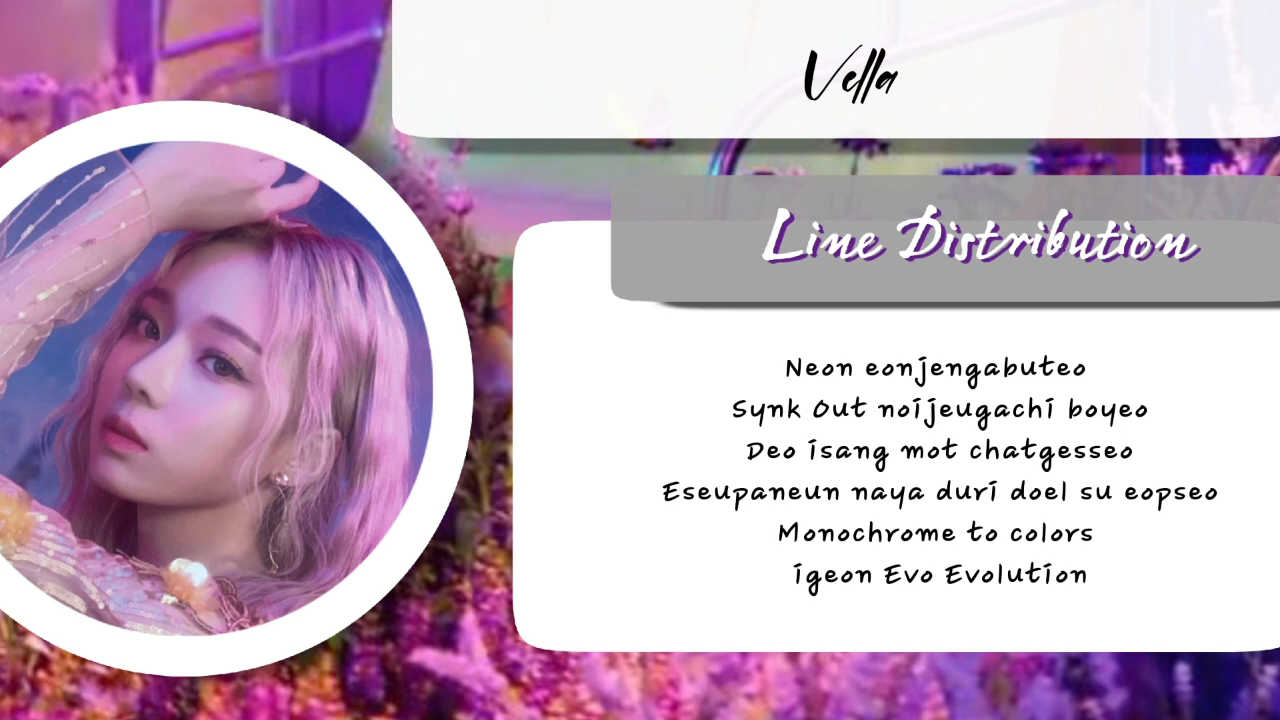 Vella
Line Distribution
Neon eonjengabuteo
Synk Out noijeugachi boyeo
Deo isang mot chatgesseo
Eseupaneun naya duri doel su eopseo
Monochrome to colors
igeon Evo Evolution